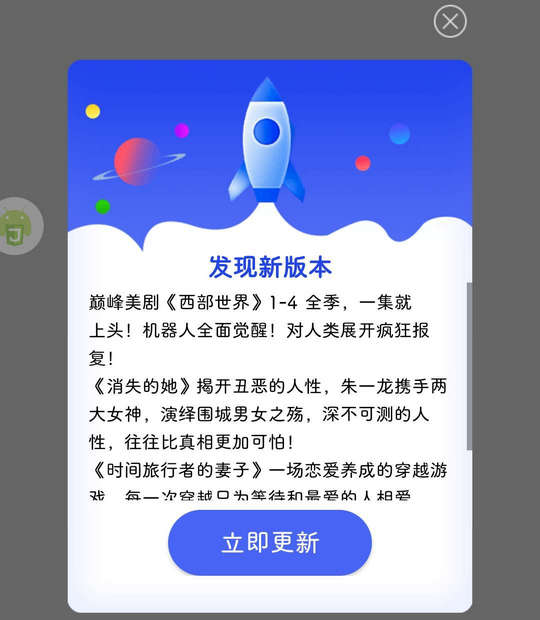 发现新版本
巅峰美剧《西部世界》1-4 全季，一集就
上头！机器人全面觉醒！对人类展开疯狂报
复！
《消失的她》揭开丑恶的人性，朱一龙携手两
大女神，演绎围城男女之殇，深不可测的人
性，往往比真相更加可怕！
《时间旅行者的妻子》一场恋爱养成的穿越游
戏，每一次穿越只为等待和最爱的人相爱
立即更新